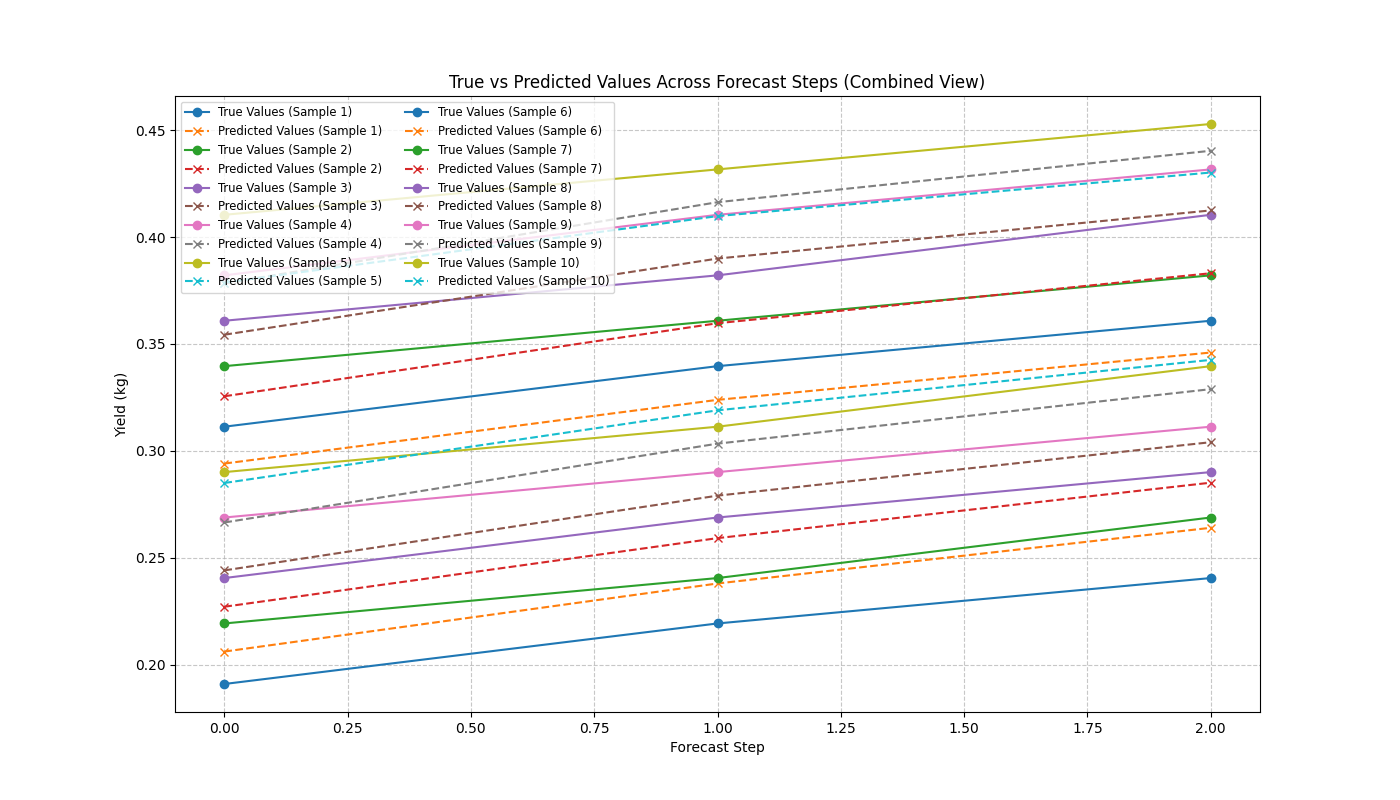 True vs Predicted Values Across Forecast Steps (Combined View)
True Values (Sample 1)
Predicted Values (Sample 1)
True Values (Sample 2)
Predicted Values (Sample 2)
True Values (Sample 3)
Predicted Values (Sample 3)
True Values (Sample 4)
Predicted Values (Sample 4)
True Values (Sample 5)
Predicted Values (Sample 5)
True Values (Sample 6)
Predicted Values (Sample 6)
True Values (Sample 7)
Predicted Values (Sample 7)
True Values (Sample 8)
Predicted Values (Sample 8)
True Values (Sample 9)
Predicted Values (Sample 9)
True Values (Sample 10)
Predicted Values (Sample 10)
Yield (kg)
0.45
0.40
0.35
0.30
0.25
0.20
0.00
0.25
0.50
0.75
1.00
1.25
1.50
1.75
2.00
Forecast Step